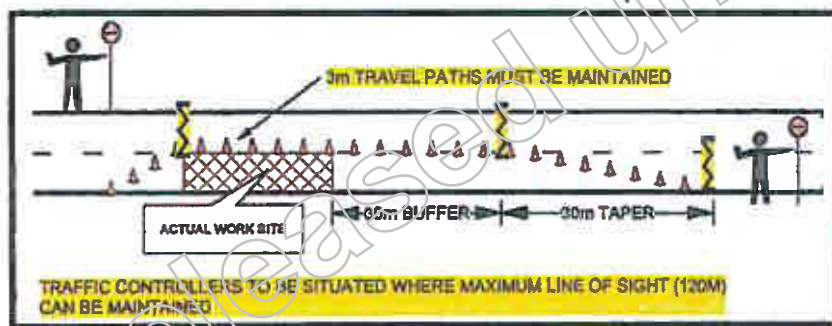 3m TRAVEL PATHS MUST BE MAINTAINED
ACTUAL WORK SITE
BUFFER
30m TAPER
TRAFFIC CONTROLLERS TO BE SITUATED WHERE MAXIMUM LINE OF SIGHT (120M)
CAN BE MAINTAINED